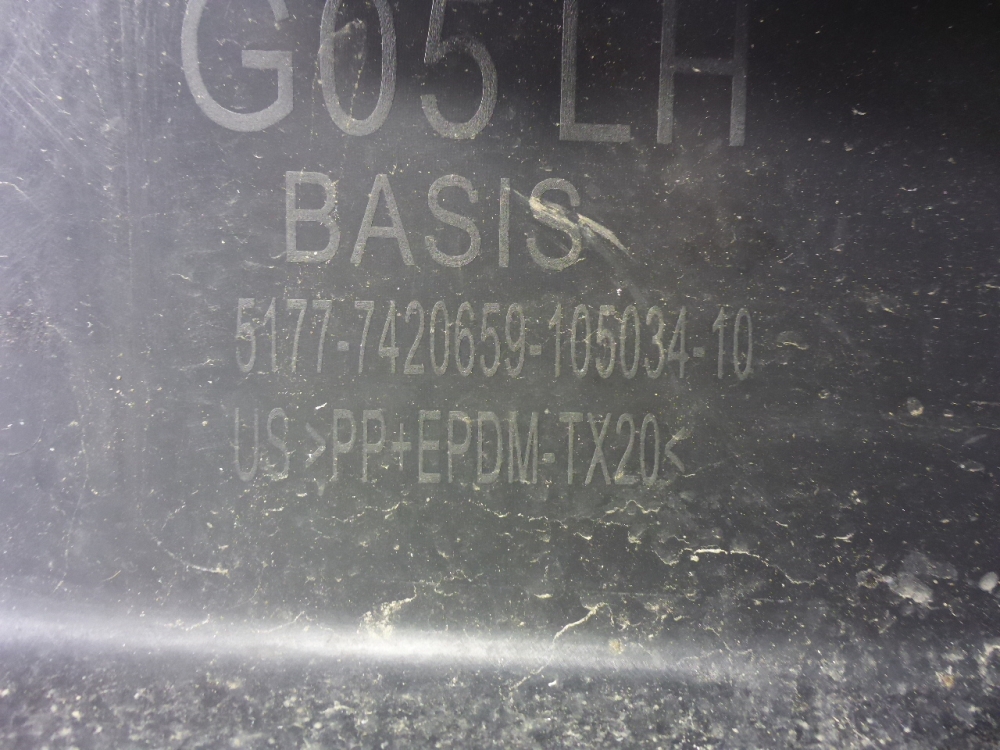 G05 LH
BASIS
5177-7420659-105034-10
US >PP+EPDM-TX20<